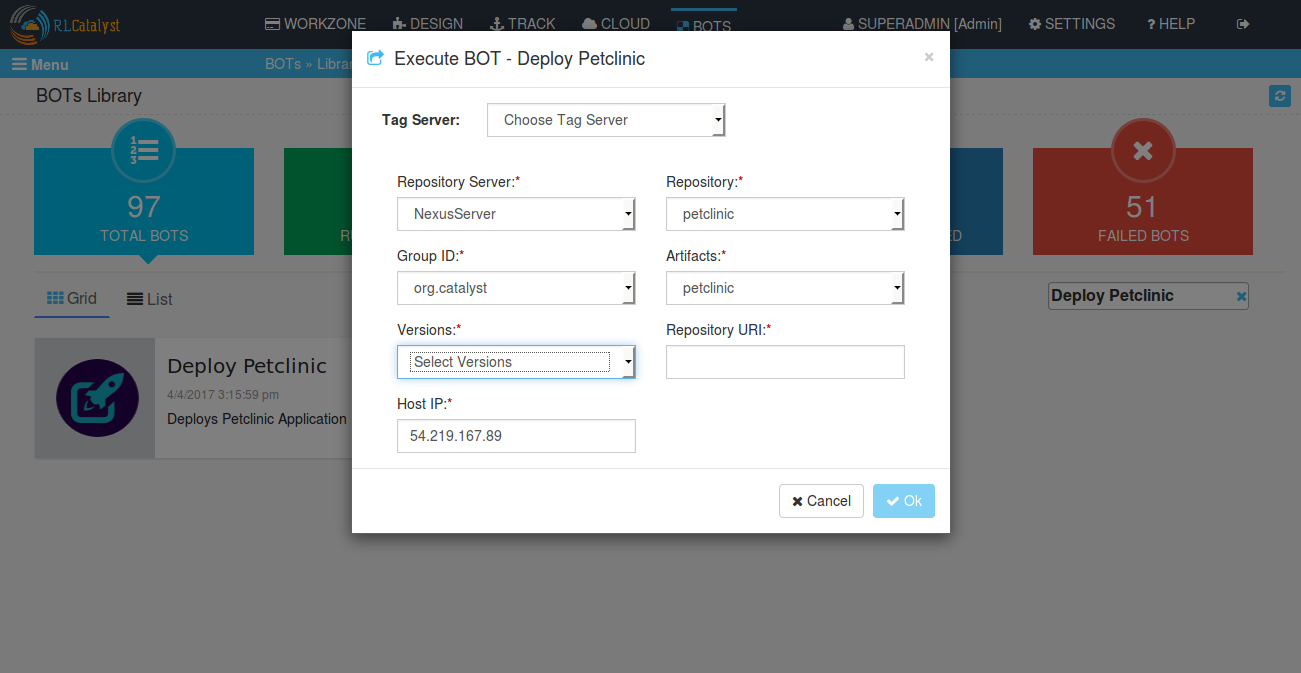 RLCatalyst
WORKZONE DESIGN TRACK CLOUD BOTS SUPERADMIN [Admin] SETTINGS ? HELP
Menu BOTs » Librar
Execute BOT - Deploy Petclinic ×
BOTs Library
Tag Server: Choose Tag Server
1
2
3
97
TOTAL BOTS
51
FAILED BOTS
Repository Server:* Repository:*
NexusServer petclinic
Group ID:* Artifacts:*
org.catalyst petclinic
Grid List
Deploy Petclinic
Versions:* Repository URI:*
Select Versions
Deploy Petclinic
4/4/2017 3:15:59 pm
Deploys Petclinic Application
Host IP:*
54.219.167.89
Cancel Ok